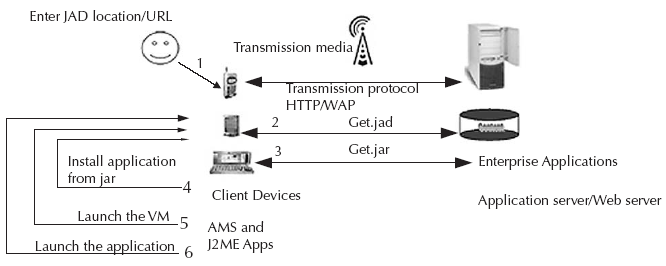 Enter JAD location/URL
Transmission media
1
Transmission protocol
HTTP/WAP
2
Get.jad
Content
3
Get.jar
Enterprise Applications
Install application
from jar
4
Client Devices
Application server/Web server
Launch the VM
5
AMS and
J2ME Apps
Launch the application
6